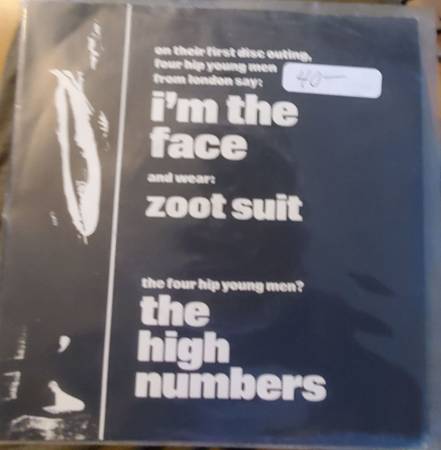 on their first disc outing,
four hip young men
from london say:
40—
i'm the
face
and wear:
zoot suit
the four hip young men?
the
high
numbers